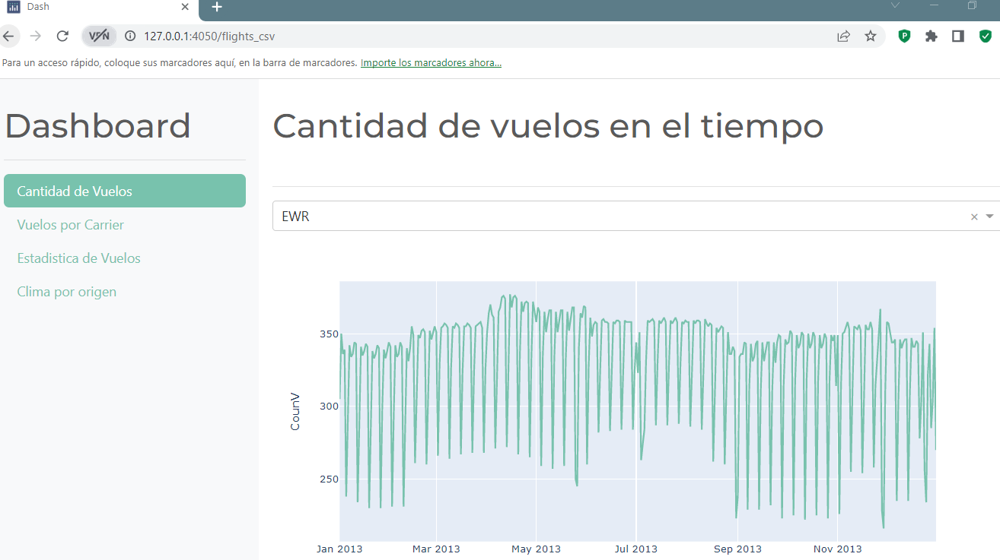 Dash
VPN
127.0.0.1:4050/flights_csv
Para un acceso rápido, coloque sus marcadores aquí, en la barra de marcadores. Importe los marcadores ahora...
Dashboard
Cantidad de Vuelos
Vuelos por Carrier
Estadistica de Vuelos
Clima por origen
Cantidad de vuelos en el tiempo
EWR
CounV
350
300
250
Jan 2013 Mar 2013 May 2013 Jul 2013 Sep 2013 Nov 2013